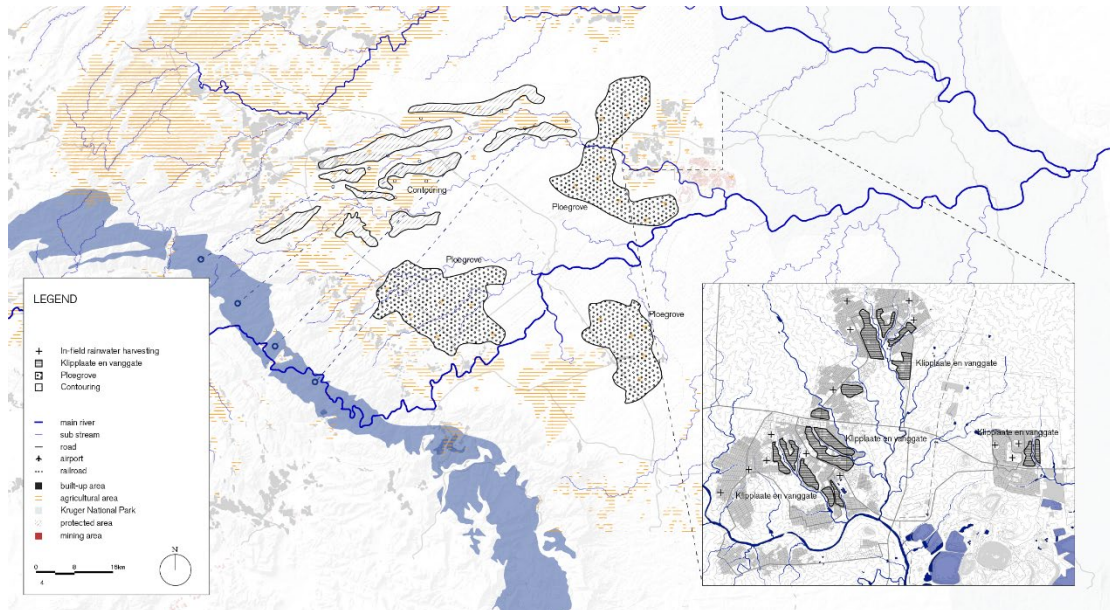 Contouring
Ploegrove
Ploegrove
Ploegrove
LEGEND
In-field rainwater harvesting
Klipplaate en vanggate
Ploegrove
Contouring
main river
sub stream
road
airport
railroad
built-up area
agricultural area
Kruger National Park
protected area
mining area
N
0 8 16km
4
Klipplaate en vanggate
Klipplaate en vanggate
Klipplaate en vanggate
Klipplaate en vanggate